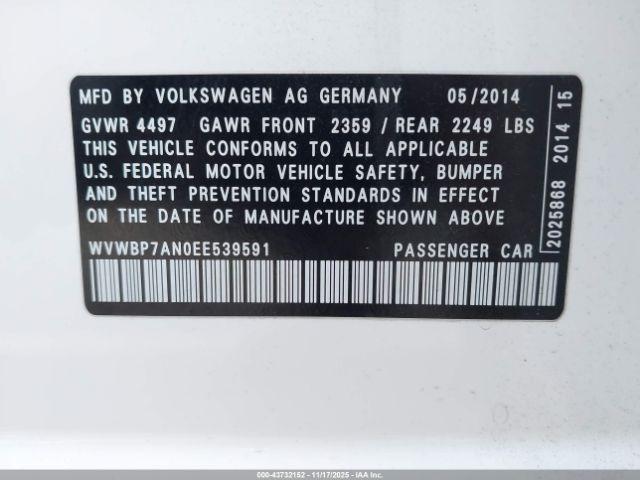 MFD BY VOLKSWAGEN AG GERMANY 05/2014
GVWR 4497 GAWR FRONT 2359 / REAR 2249 LBS
THIS VEHICLE CONFORMS TO ALL APPLICABLE
U.S. FEDERAL MOTOR VEHICLE SAFETY, BUMPER
AND THEFT PREVENTION STANDARDS IN EFFECT
ON THE DATE OF MANUFACTURE SHOWN ABOVE
WVWBP7AN0EE539591 PASSENGER CAR
2025868 2014 15
000-43732152 - 11/17/2025 - IAAI.com